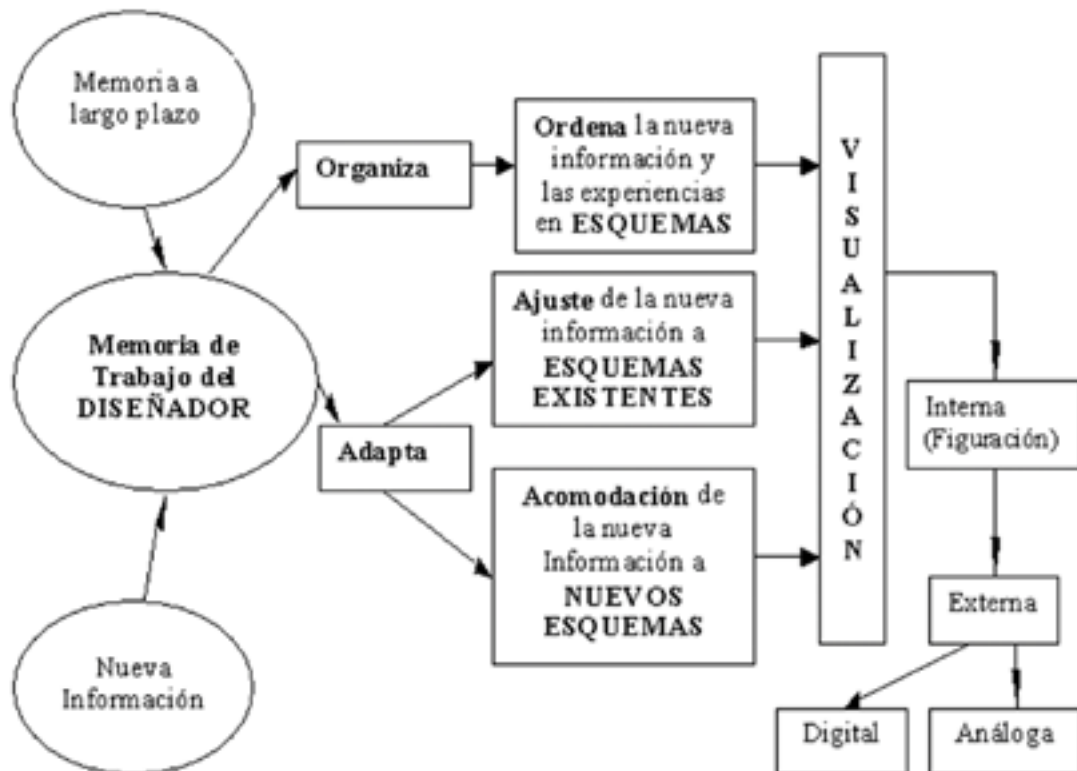 Memoria a
largo plazo
Memoria de
Trabajo del
DISEÑADOR
Nueva
Información
Organiza
Adapta
Ordena la nueva
información y
las experiencias
en ESQUEMAS
Ajuste de la nueva
información a
ESQUEMAS
EXISTENTES
Acomodación de
la nueva
Información a
NUEVOS
ESQUEMAS
VISUALIZACIÓN
Interna
(Figuración)
Externa
Digital
Análoga